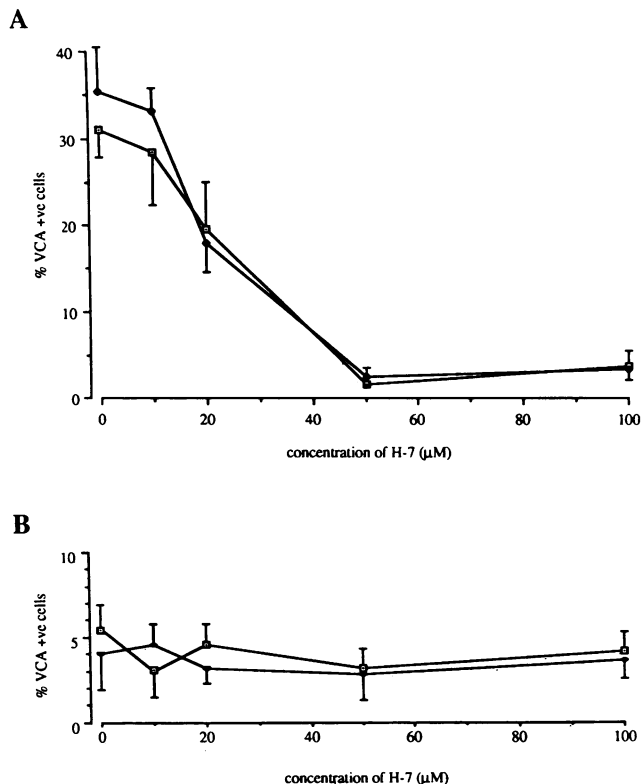 A
40
30
20
10
0
% VCA +ve cells
0 20 40 60 80 100
concentration of H-7 (μM)
B
10
5
0
% VCA +ve cells
0 20 40 60 80 100
concentration of H-7 (μM)